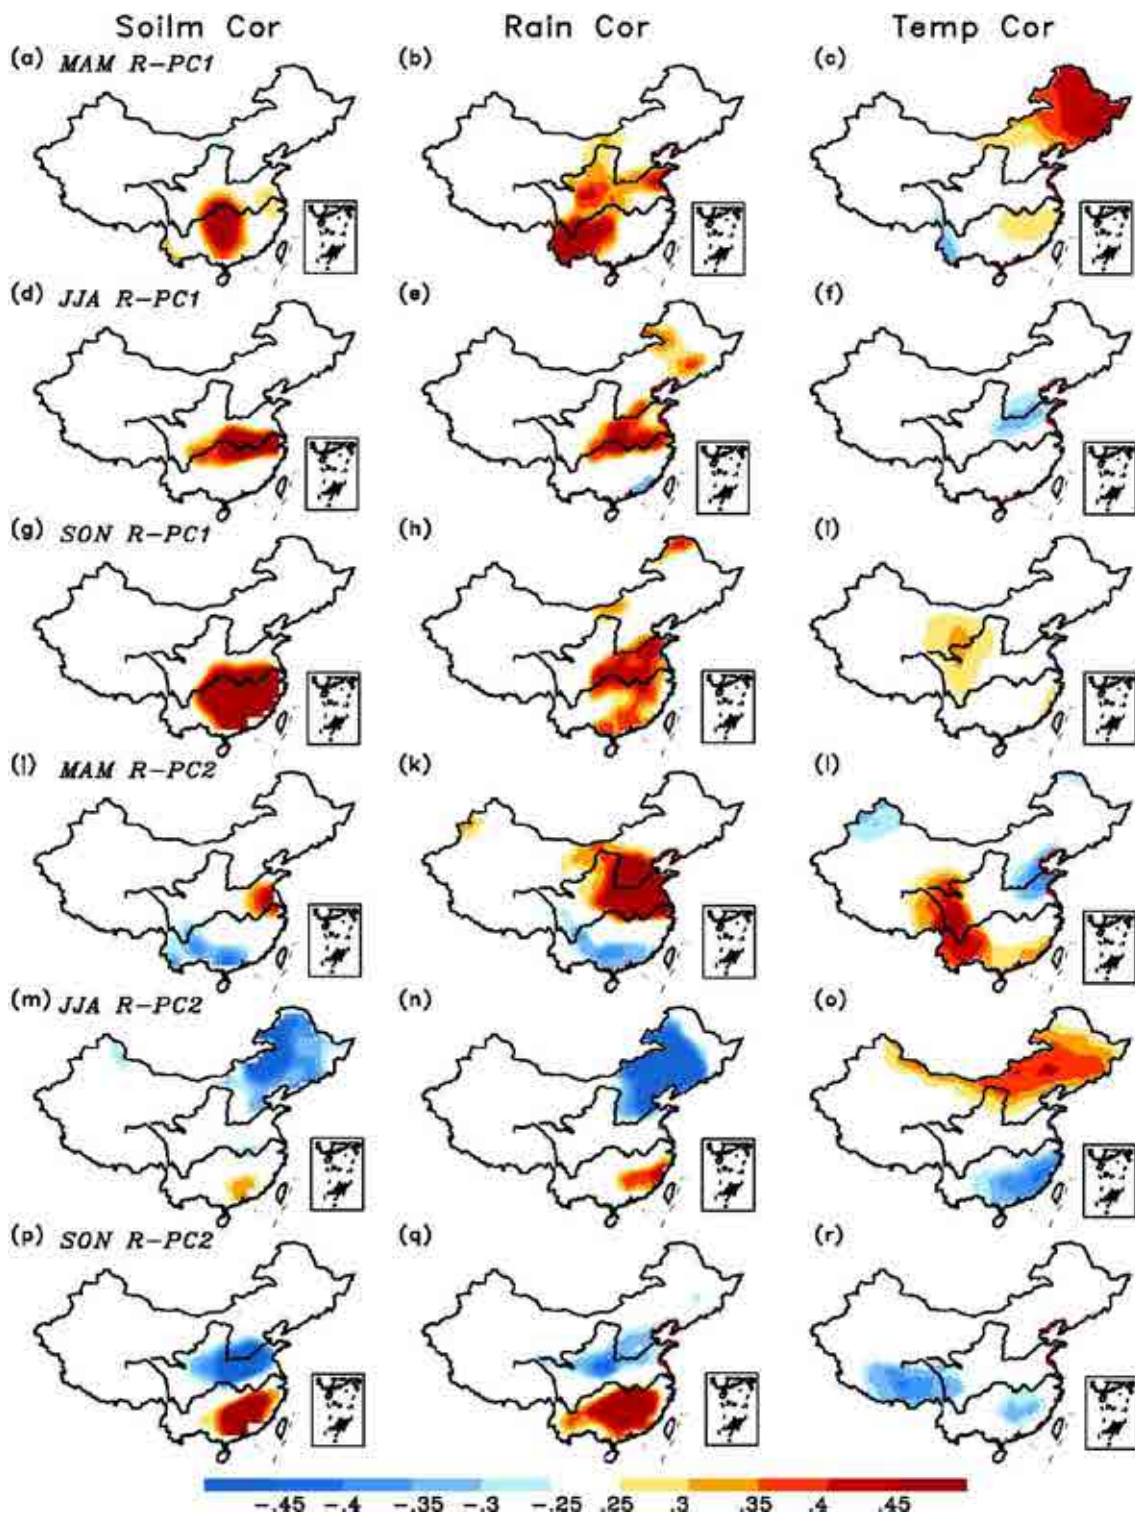 Soilm Cor Rain Cor Temp Cor
(a) MAM R-PC1 (b) (c)
(d) JJA R-PC1 (e) (f)
(g) SON R-PC1 (h) (i)
(j) MAM R-PC2 (k) (l)
(m) JJA R-PC2 (n) (o)
(p) SON R-PC2 (q) (r)
-.45 -.4 -.35 -.3 -.25 .25 .3 .35 .4 .45